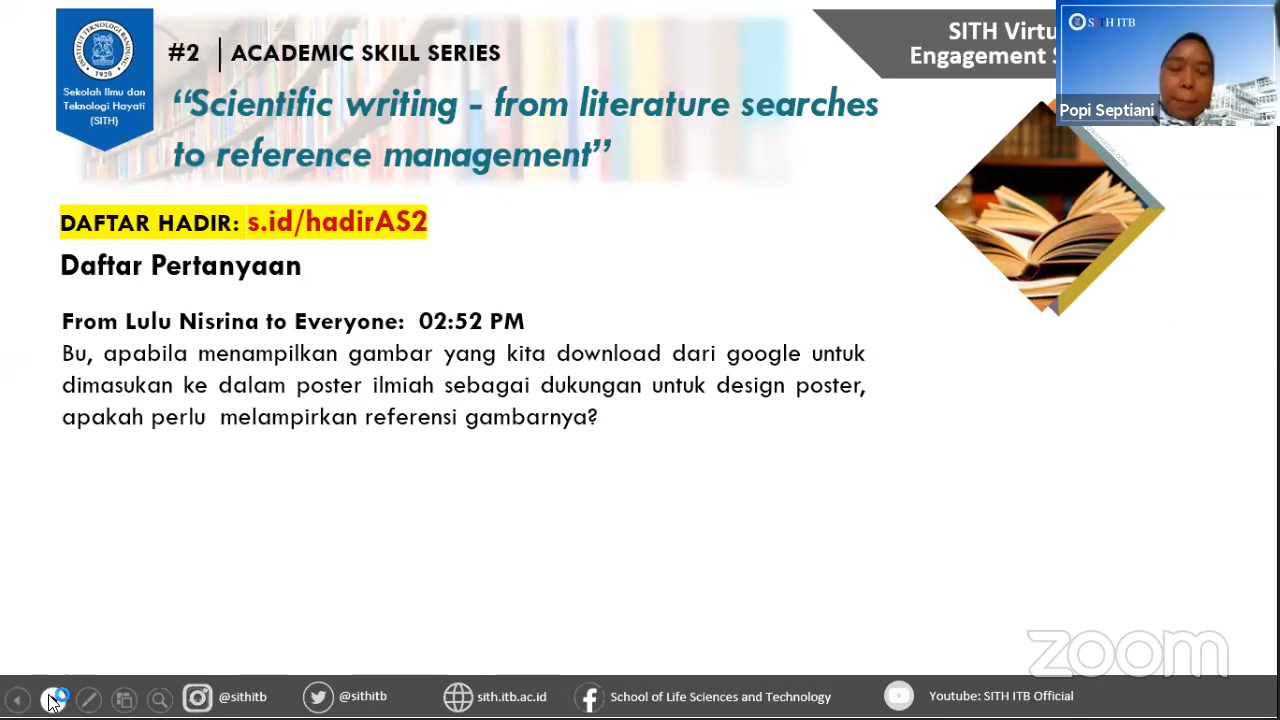 INSTITUT TEKNOLOGI BANDUNG
1920
Sekolah Ilmu dan
Teknologi Hayati
(SITH)
#2 | ACADEMIC SKILL SERIES
“Scientific writing - from literature searches
to reference management”
SITH Virtu
Engagement S
SITH ITB
Popi Septiani
DAFTAR HADIR: s.id/hadirAS2
Daftar Pertanyaan
From Lulu Nisrina to Everyone: 02:52 PM
Bu, apabila menampilkan gambar yang kita download dari google untuk
dimasukan ke dalam poster ilmiah sebagai dukungan untuk design poster,
apakah perlu melampirkan referensi gambarnya?
zoom
@sithitb
@sithitb
sith.itb.ac.id
School of Life Sciences and Technology
Youtube: SITH ITB Official